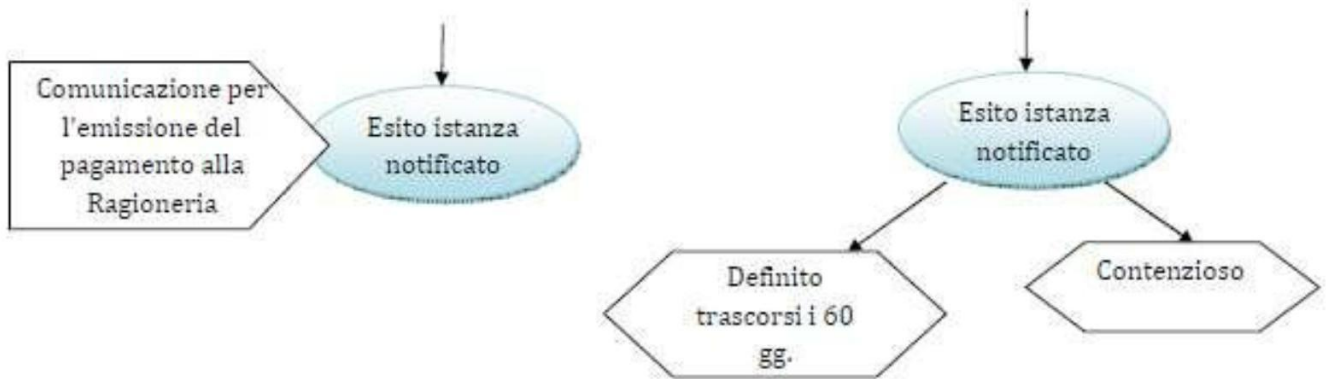 Comunicazione per
l'emissione del
pagamento alla
Ragioneria
Esito istanza
notificato
Esito istanza
notificato
Definito
trascorsi i 60
gg.
Contenzioso